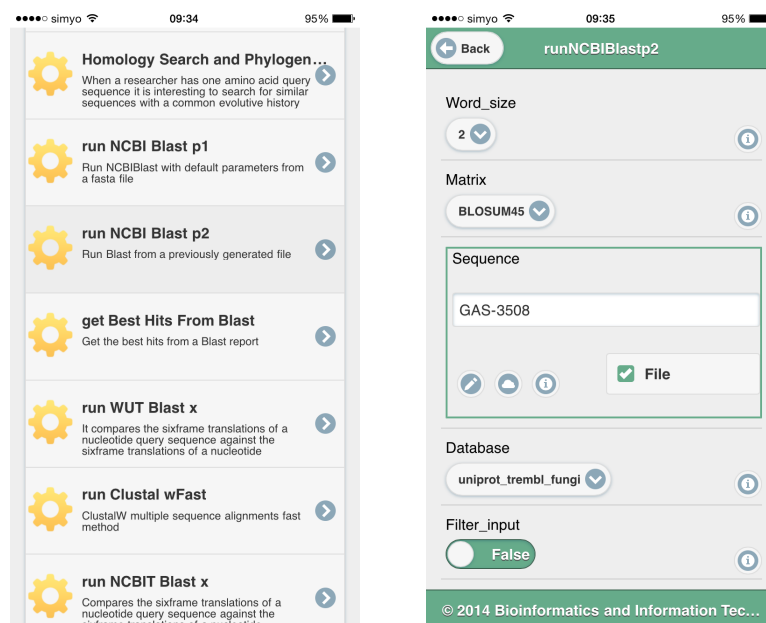 simyo 09:34 95%
Homology Search and Phylogen...
When a researcher has one amino acid query
sequence it is interesting to search for similar
sequences with a common evolutive history
run NCBI Blast p1
Run NCBIBlast with default parameters from
a fasta file
run NCBI Blast p2
Run Blast from a previously generated file
get Best Hits From Blast
Get the best hits from a Blast report
run WUT Blast x
It compares the sixframe translations of a
nucleotide query sequence against the
sixframe translations of a nucleotide
run Clustal wFast
ClustalW multiple sequence alignments fast
method
run NCBIT Blast x
Compares the sixframe translations of a
nucleotide query sequence against the
sixframe translations of a nucleotide
simyo 09:35 95%
Back runNCBIBlastp2
Word_size
2
Matrix
BLOSUM45
Sequence
GAS-3508
File
Database
uniprot_trembl_fungi
Filter_input
False
© 2014 Bioinformatics and Information Tec...